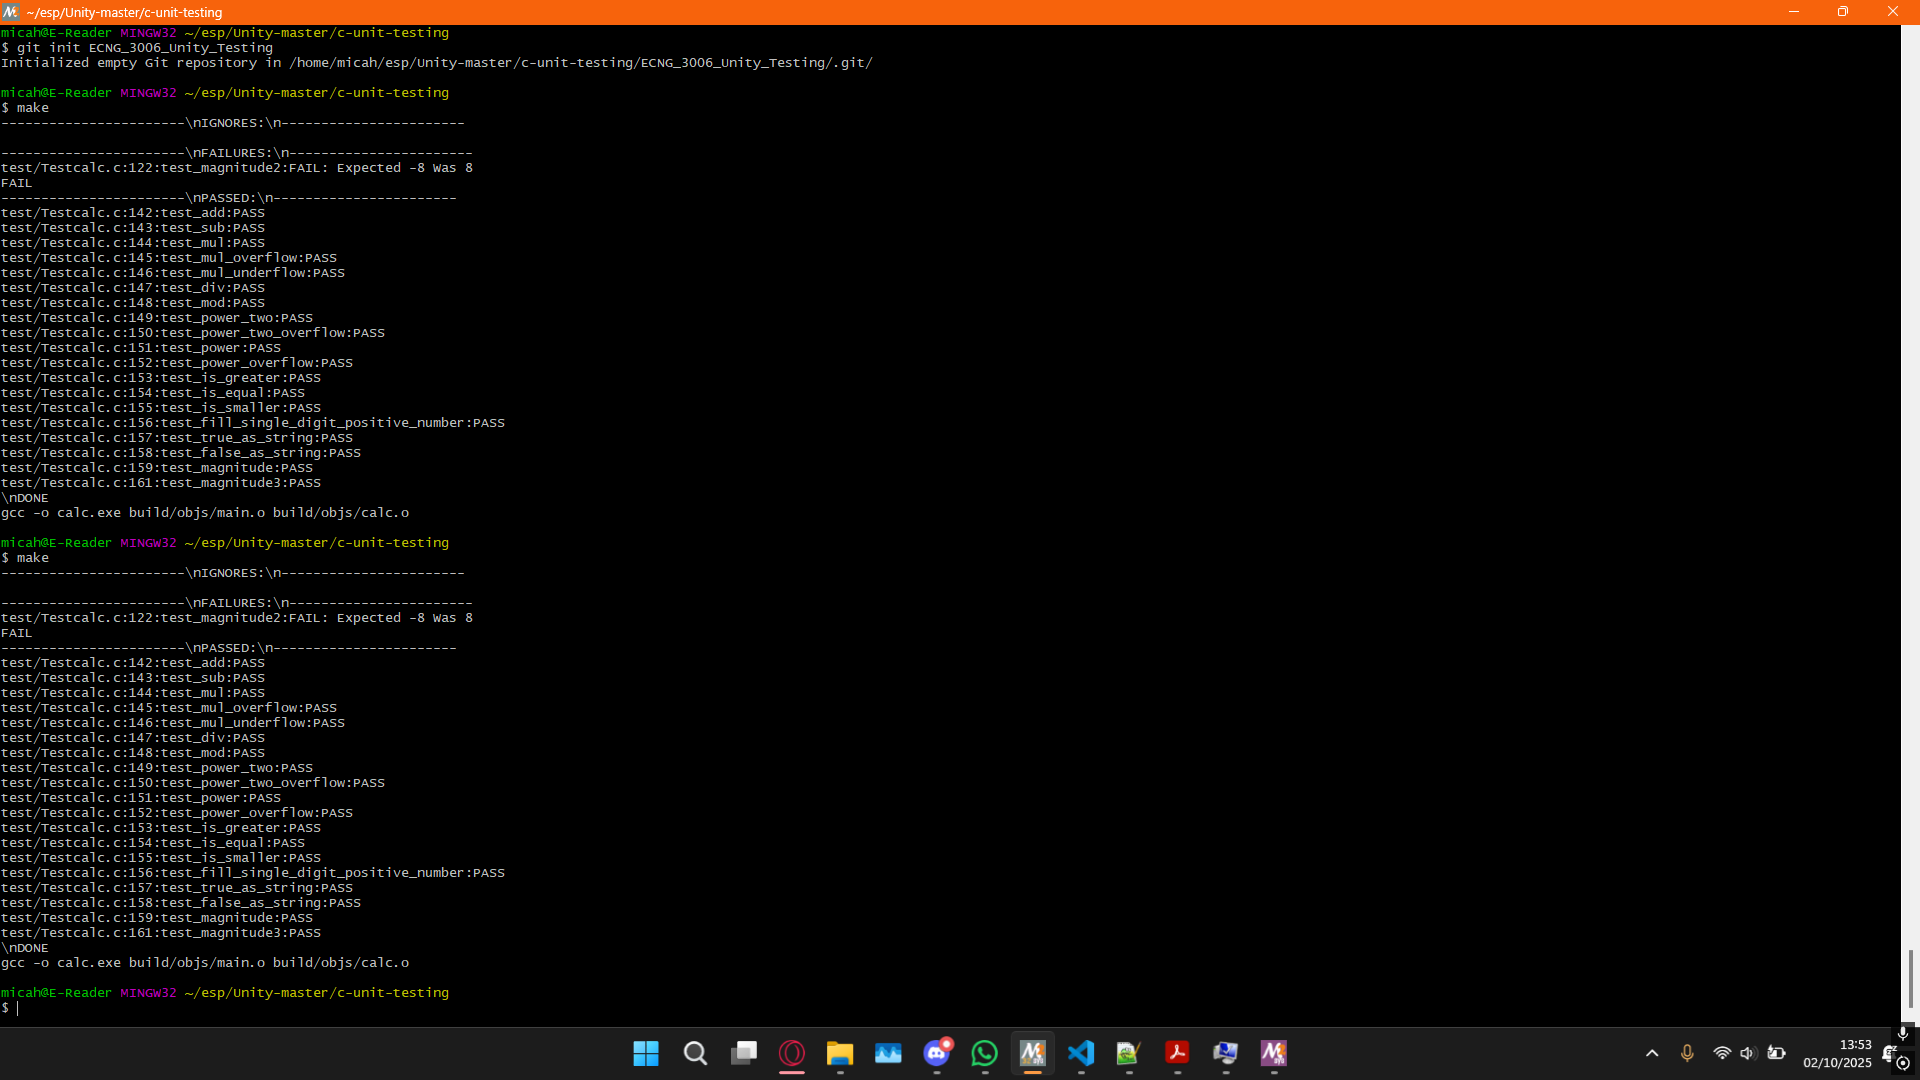 ~/esp/Unity-master/c-unit-testing
micah@E-Reader MINGW32 ~/esp/Unity-master/c-unit-testing
$ git init ECNG_3006_Unity_Testing
Initialized empty Git repository in /home/micah/esp/Unity-master/c-unit-testing/ECNG_3006_Unity_Testing/.git/
micah@E-Reader MINGW32 ~/esp/Unity-master/c-unit-testing
$ make
-----------------------\nIGNORES:\n-----------------------
-----------------------\nFAILURES:\n-----------------------
test/Testcalc.c:122:test_magnitude2:FAIL: Expected -8 Was 8
FAIL
-----------------------\nPASSED:\n-----------------------
test/Testcalc.c:142:test_add:PASS
test/Testcalc.c:143:test_sub:PASS
test/Testcalc.c:144:test_mul:PASS
test/Testcalc.c:145:test_mul_overflow:PASS
test/Testcalc.c:146:test_mul_underflow:PASS
test/Testcalc.c:147:test_div:PASS
test/Testcalc.c:148:test_mod:PASS
test/Testcalc.c:149:test_power_two:PASS
test/Testcalc.c:150:test_power_two_overflow:PASS
test/Testcalc.c:151:test_power:PASS
test/Testcalc.c:152:test_power_overflow:PASS
test/Testcalc.c:153:test_is_greater:PASS
test/Testcalc.c:154:test_is_equal:PASS
test/Testcalc.c:155:test_is_smaller:PASS
test/Testcalc.c:156:test_fill_single_digit_positive_number:PASS
test/Testcalc.c:157:test_true_as_string:PASS
test/Testcalc.c:158:test_false_as_string:PASS
test/Testcalc.c:159:test_magnitude:PASS
test/Testcalc.c:161:test_magnitude3:PASS
\nDONE
gcc -o calc.exe build/objs/main.o build/objs/calc.o
micah@E-Reader MINGW32 ~/esp/Unity-master/c-unit-testing
$ make
-----------------------\nIGNORES:\n-----------------------
-----------------------\nFAILURES:\n-----------------------
test/Testcalc.c:122:test_magnitude2:FAIL: Expected -8 Was 8
FAIL
-----------------------\nPASSED:\n-----------------------
test/Testcalc.c:142:test_add:PASS
test/Testcalc.c:143:test_sub:PASS
test/Testcalc.c:144:test_mul:PASS
test/Testcalc.c:145:test_mul_overflow:PASS
test/Testcalc.c:146:test_mul_underflow:PASS
test/Testcalc.c:147:test_div:PASS
test/Testcalc.c:148:test_mod:PASS
test/Testcalc.c:149:test_power_two:PASS
test/Testcalc.c:150:test_power_two_overflow:PASS
test/Testcalc.c:151:test_power:PASS
test/Testcalc.c:152:test_power_overflow:PASS
test/Testcalc.c:153:test_is_greater:PASS
test/Testcalc.c:154:test_is_equal:PASS
test/Testcalc.c:155:test_is_smaller:PASS
test/Testcalc.c:156:test_fill_single_digit_positive_number:PASS
test/Testcalc.c:157:test_true_as_string:PASS
test/Testcalc.c:158:test_false_as_string:PASS
test/Testcalc.c:159:test_magnitude:PASS
test/Testcalc.c:161:test_magnitude3:PASS
\nDONE
gcc -o calc.exe build/objs/main.o build/objs/calc.o
micah@E-Reader MINGW32 ~/esp/Unity-master/c-unit-testing
$
13:53
02/10/2025